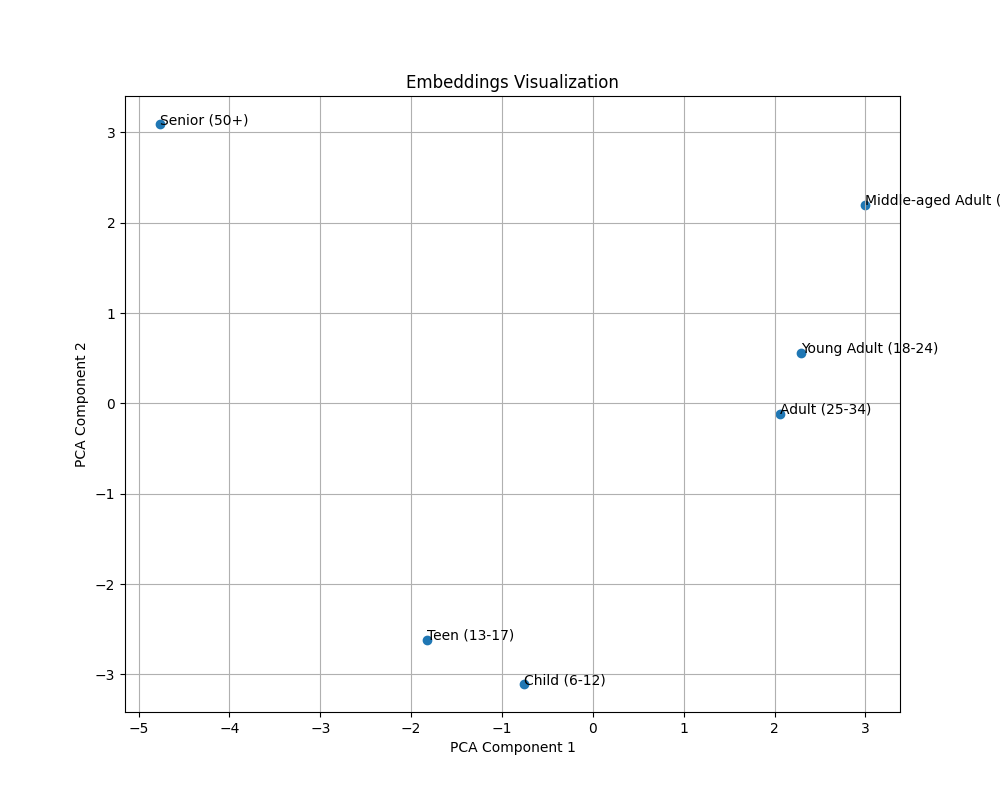 Embeddings Visualization
Senior (50+)
Middle-aged Adult (
Young Adult (18-24)
Adult (25-34)
Teen (13-17)
Child (6-12)
3
2
1
0
−1
−2
−3
PCA Component 2
−5
−4
−3
−2
−1
0
1
2
3
PCA Component 1